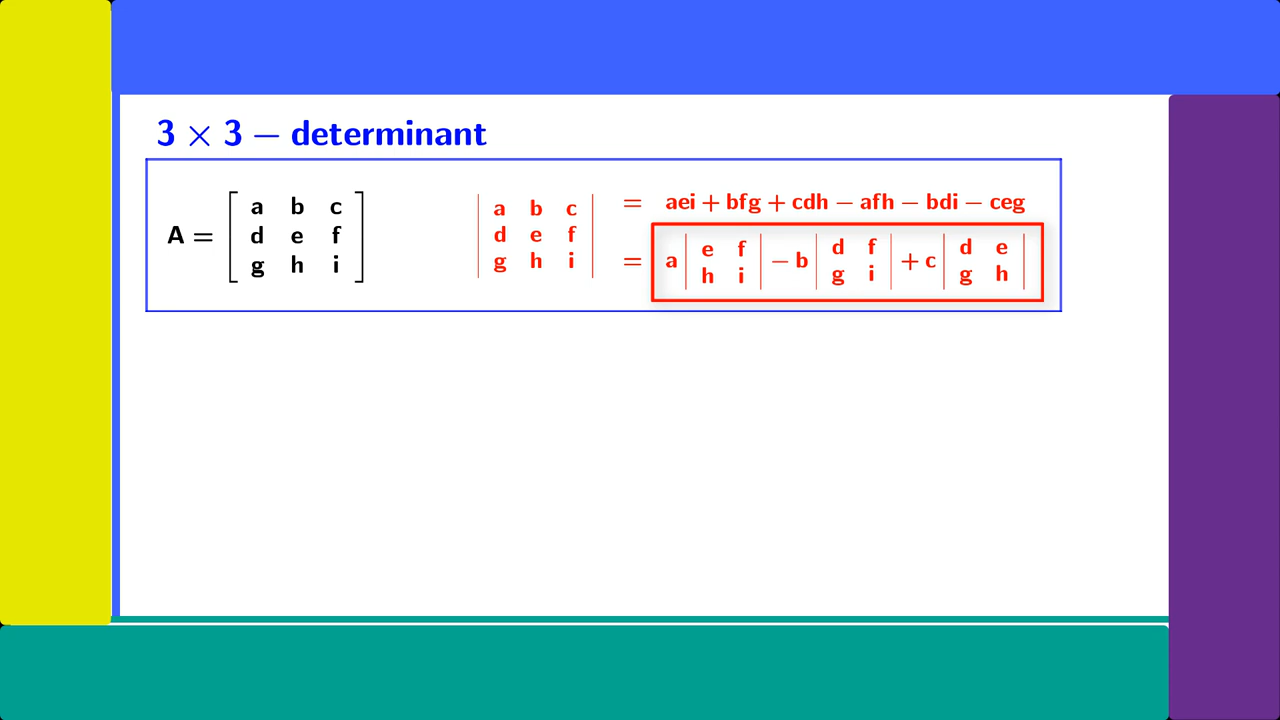 3 × 3 − determinant
A = [ a b c
d e f
g h i ]
| a b c |
| d e f |
| g h i |
= aei + bfg + cdh − afh − bdi − ceg
= a | e f | − b | d f | + c | d e |
| h i | | g i | | g h |